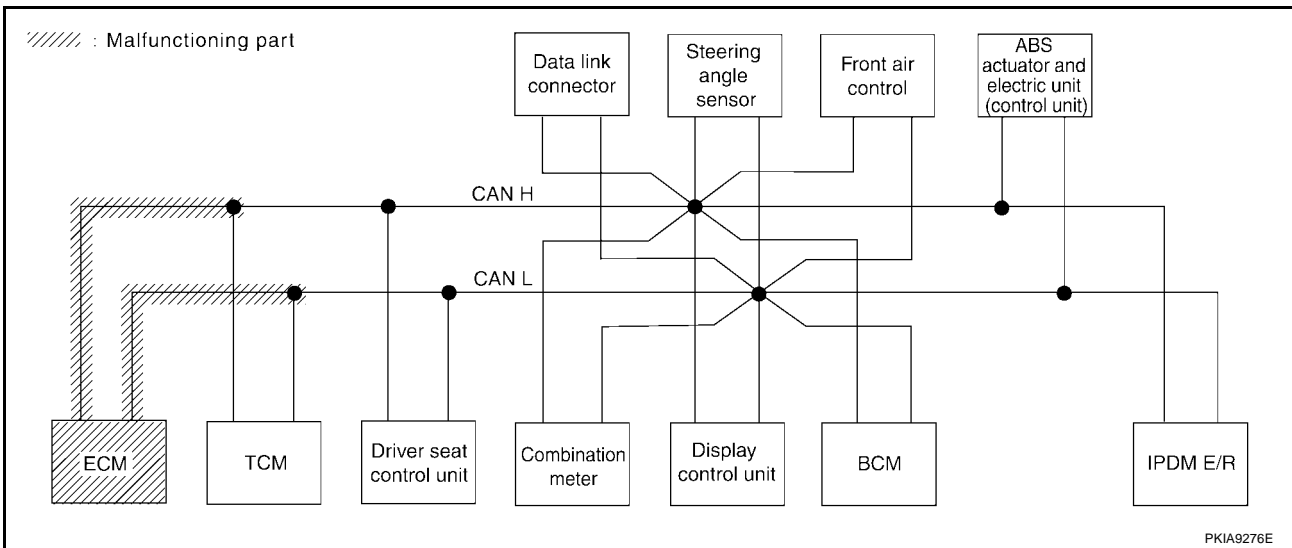 : Malfunctioning part
Data link
connector
Steering
angle
sensor
Front air
control
ABS
actuator and
electric unit
(control unit)
CAN H
CAN L
ECM
TCM
Driver seat
control unit
Combination
meter
Display
control unit
BCM
IPDM E/R
PKIA9276E